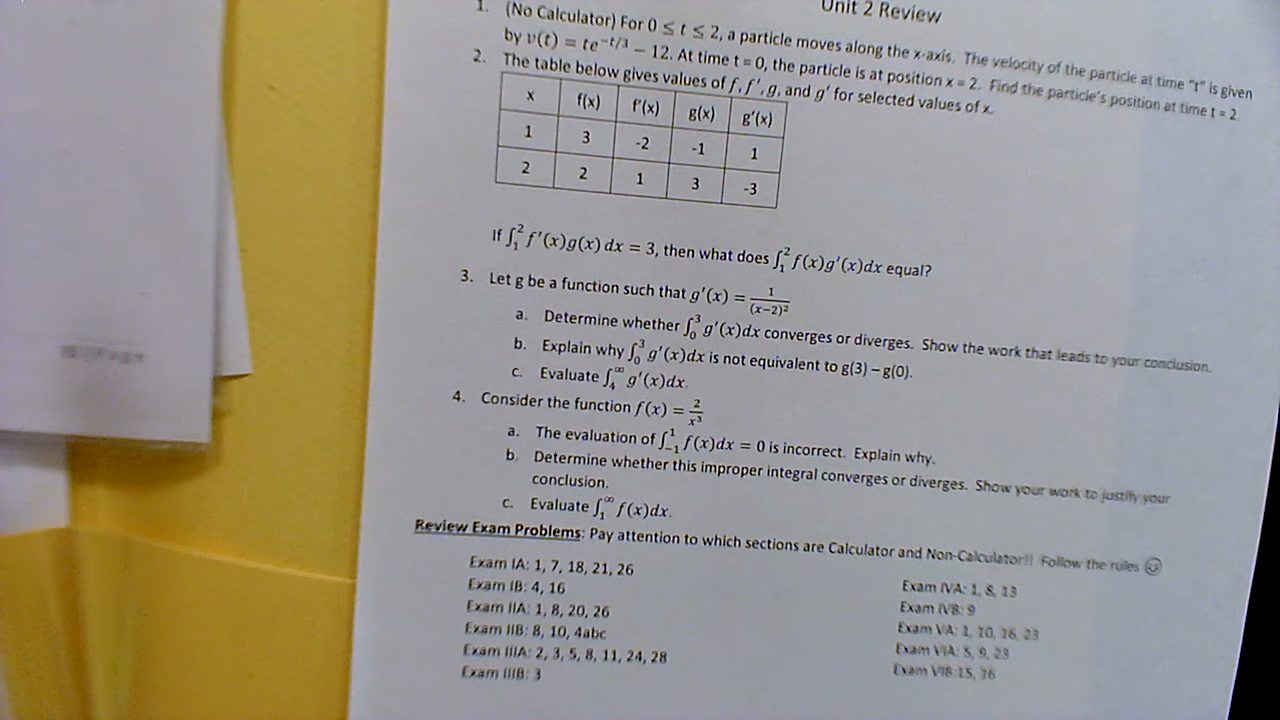 Unit 2 Review
1. (No Calculator) For 0 ≤ t ≤ 2, a particle moves along the x-axis. The velocity of the particle at time "t" is given
by v(t) = te^{-t/3} − 12. At time t = 0, the particle is at position x = 2. Find the particle's position at time t = 2.
2. The table below gives values of f, f′, g, and g′ for selected values of x.
x f(x) f′(x) g(x) g′(x)
1 3 -2 -1 1
2 2 1 3 -3
If ∫₁² f′(x)g(x) dx = 3, then what does ∫₁² f(x)g′(x)dx equal?
3. Let g be a function such that g′(x) = 1/(x−2)²
a. Determine whether ∫₀³ g′(x)dx converges or diverges. Show the work that leads to your conclusion.
b. Explain why ∫₀³ g′(x)dx is not equivalent to g(3) – g(0).
c. Evaluate ∫₄^∞ g′(x)dx.
4. Consider the function f(x) = 2/x³
a. The evaluation of ∫₋₁¹ f(x)dx = 0 is incorrect. Explain why.
b. Determine whether this improper integral converges or diverges. Show your work to justify your
conclusion.
c. Evaluate ∫₁^∞ f(x)dx.
Review Exam Problems: Pay attention to which sections are Calculator and Non-Calculator!! Follow the rules ☺
Exam IA: 1, 7, 18, 21, 26
Exam IB: 4, 16
Exam IIA: 1, 8, 20, 26
Exam IIB: 8, 10, 4abc
Exam IIIA: 2, 3, 5, 8, 11, 24, 28
Exam IIIB: 3
Exam IVA: 1, 8, 13
Exam IVB: 9
Exam VA: 1, 10, 16, 23
Exam VIA: 5, 9, 23
Exam VIB:15, 16